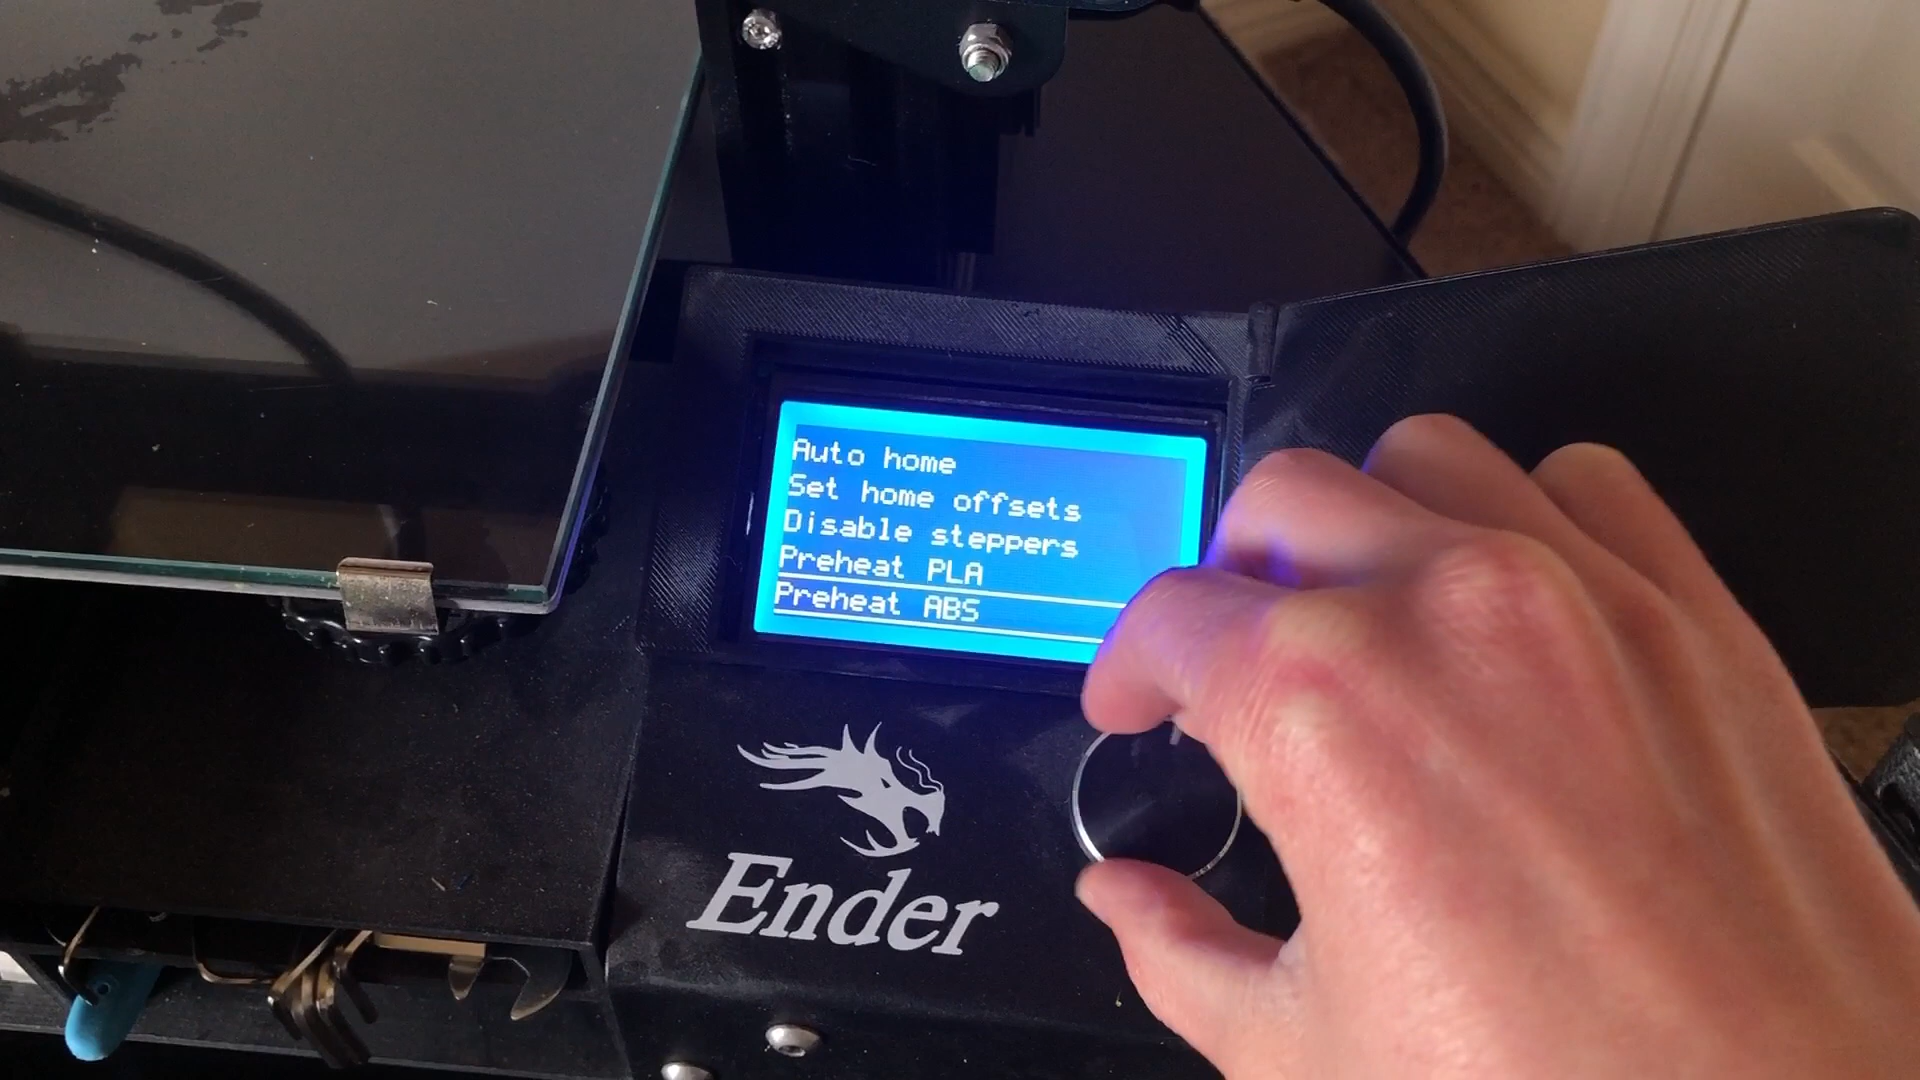 Auto home
Set home offsets
Disable steppers
Preheat PLA
Preheat ABS
Ender